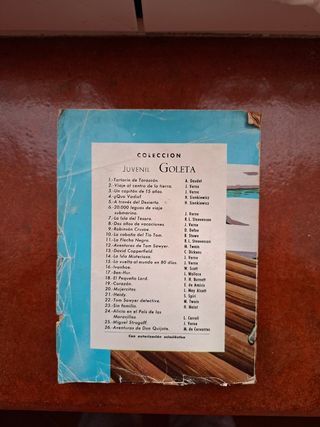 COLECCION
JUVENIL GOLETA
1.-Tartarín de Tarascón. A. Daudet
2.-Viaje al centro de la tierra. J. Verne
3.-Un capitán de 15 años. J. Verne
4.-¿Quo Vadis? H. Sienkiewicz
5.-A través del Desierto. H. Sienkiewicz
6.-20.000 leguas de viaje
submarino. J. Verne
7.-La Isla del Tesoro. R. L. Stevenson
8.-Dos años de vacaciones J. Verne
9.-Robinsón Crusoe. D. Defoe
10.-La cabaña del Tío Tom. B. Stowe
11.-La Flecha Negra. R.L. Stevenson
12.-Aventuras de Tom Sawyer. M. Twain
13.-David Copperfield. C. Dickens
14.-La Isla Misteriosa. J. Verne
15.-La vuelta al mundo en 80 días. J. Verne
16.-Ivanhoe. W. Scott
17.-Ben-Hur. L. Wallace
18.-El Pequeño Lord. F. H. Burnett
19.-Corazón. E. de Amicis
20.-Mujercitas L. May Alcott
21.-Heidy. S. Spiri
22.-Tom Sawyer detective. M. Twain
23.-Sin familia. H. Malot
24.-Alicia en el País de las
Maravillas L. Carroll
25.-Miguel Strogoff. J. Verne
26.-Aventuras de Don Quijote. M. de Cervantes
Con autorización eclesiástica